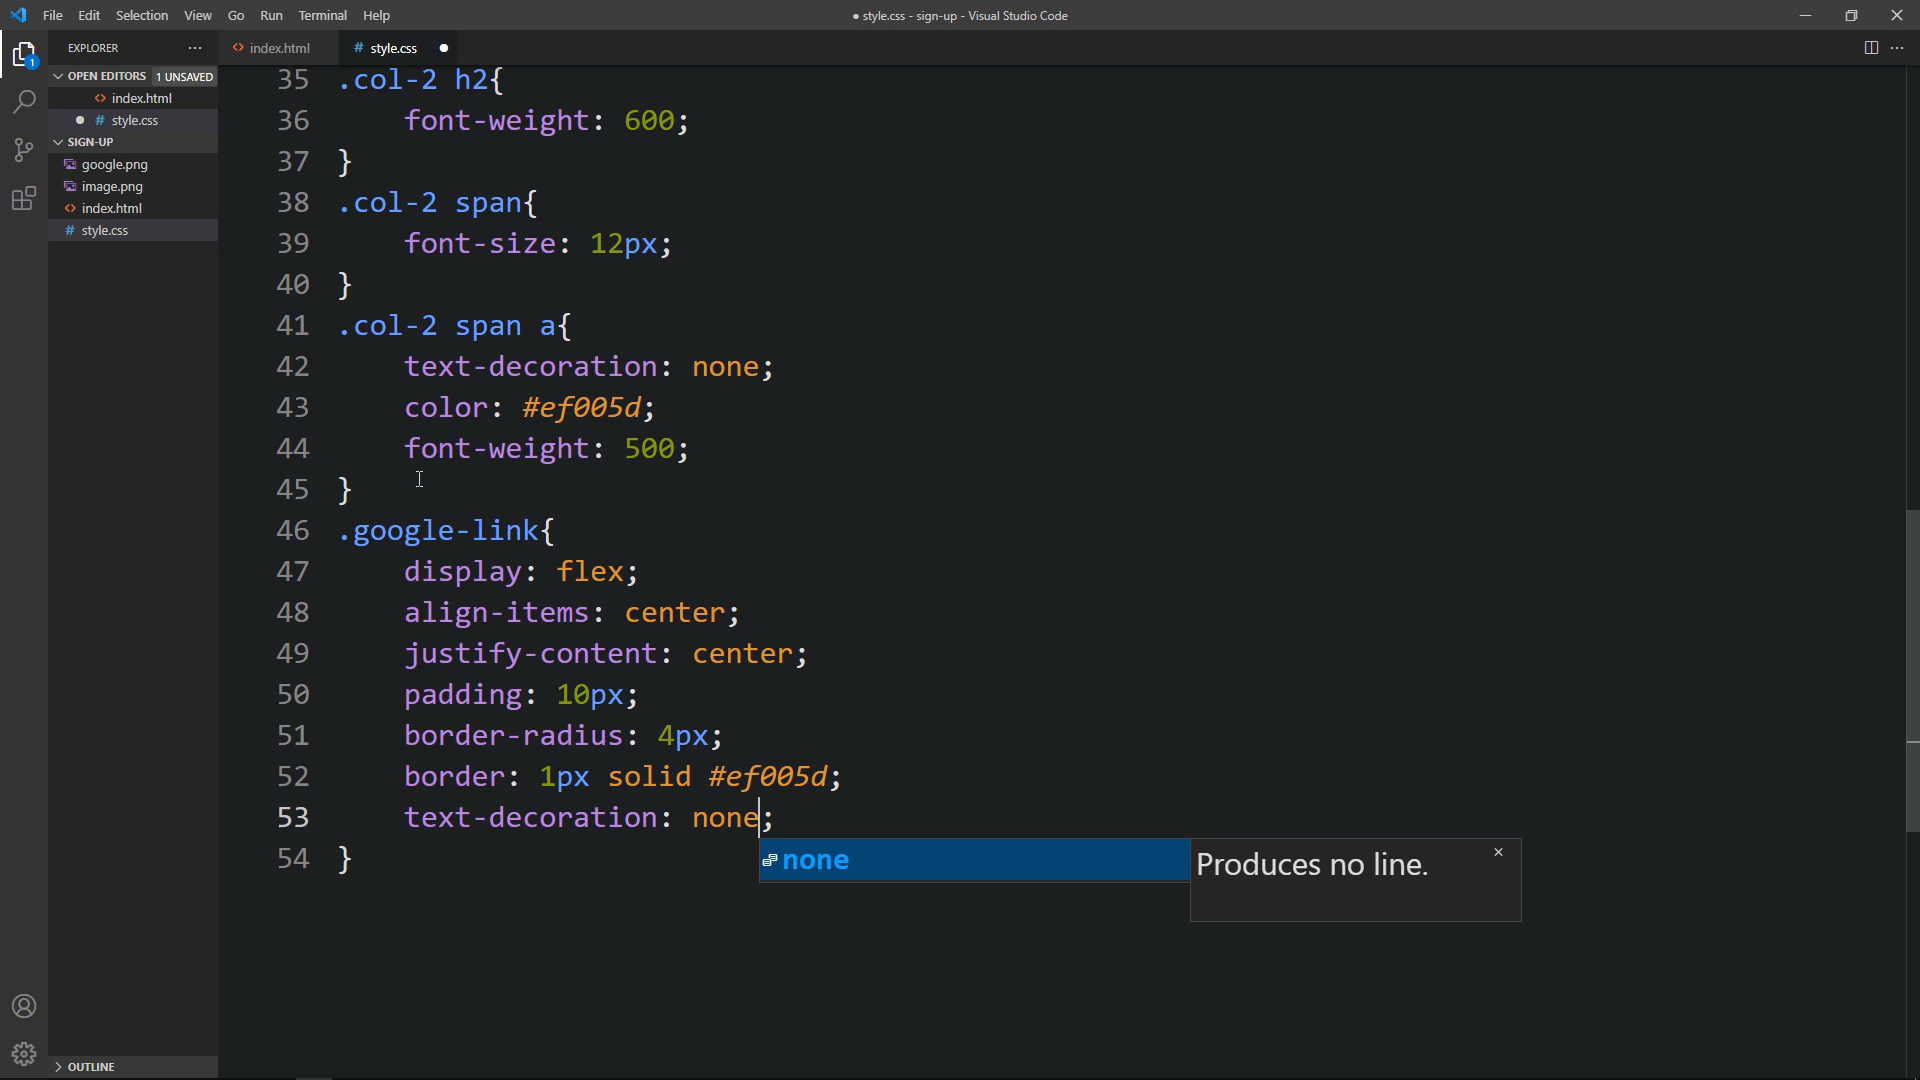 File Edit Selection View Go Run Terminal Help
● style.css - sign-up - Visual Studio Code
EXPLORER ···
index.html
# style.css ●
1
OPEN EDITORS 1 UNSAVED
index.html
# style.css
SIGN-UP
google.png
image.png
index.html
# style.css
OUTLINE
35 .col-2 h2{
36 font-weight: 600;
37 }
38 .col-2 span{
39 font-size: 12px;
40 }
41 .col-2 span a{
42 text-decoration: none;
43 color: #ef005d;
44 font-weight: 500;
45 }
46 .google-link{
47 display: flex;
48 align-items: center;
49 justify-content: center;
50 padding: 10px;
51 border-radius: 4px;
52 border: 1px solid #ef005d;
53 text-decoration: none;
54 }
none
Produces no line.